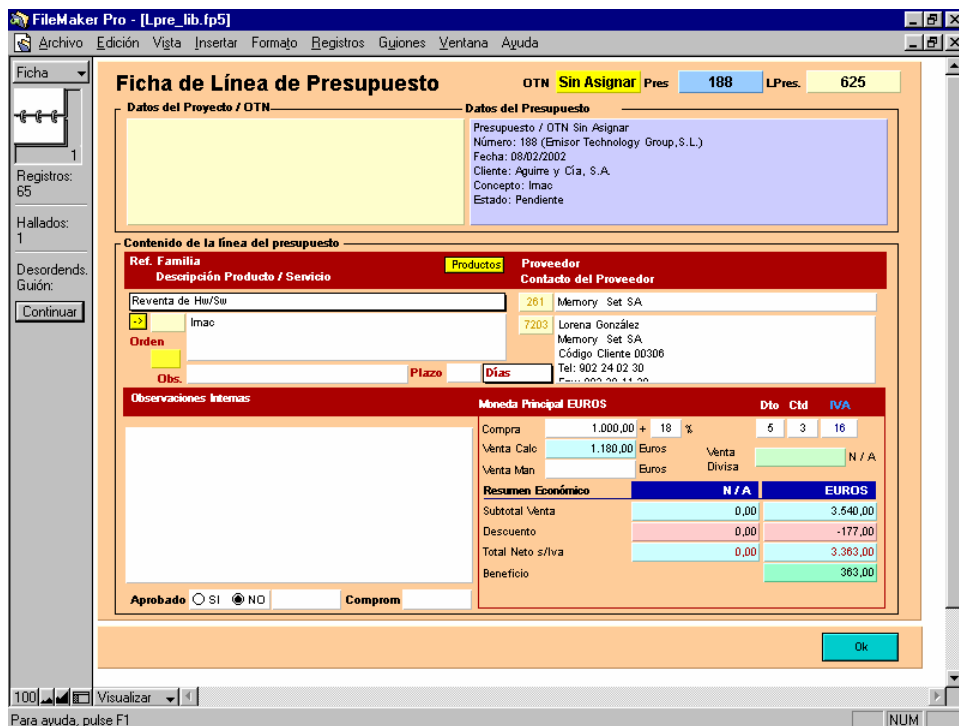 FileMaker Pro - [Lpre_lib.fp5]
Archivo Edición Vista Insertar Formato Registros Guiones Ventana Ayuda
Ficha
1
Registros:
65
Hallados:
1
Desordends.
Guión:
Continuar
Ficha de Línea de Presupuesto
OTN Sin Asignar Pres 188 LPres. 625
Datos del Proyecto / OTN
Datos del Presupuesto
Presupuesto / OTN Sin Asignar
Número: 188 (Emisor Technology Group,S.L.)
Fecha: 08/02/2002
Cliente: Aguirre y Cía, S.A.
Concepto: Imac
Estado: Pendiente
Contenido de la línea del presupuesto
Ref. Familia
Descripción Producto / Servicio
Productos
Proveedor
Contacto del Proveedor
Reventa de Hw/Sw
261 Memory Set SA
-> Imac
7203 Lorena González
Memory Set SA
Código Cliente 00306
Tel: 902 24 02 30
Orden
Obs.
Plazo Días
Observaciones Internas
Moneda Principal EUROS Dto Ctd IVA
Compra 1.000,00 + 18 % 5 3 16
Venta Calc 1.180,00 Euros
Venta Divisa N / A
Venta Man Euros
Resumen Económico N / A EUROS
Subtotal Venta 0,00 3.540,00
Descuento 0,00 -177,00
Total Neto s/Iva 0,00 3.363,00
Beneficio 363,00
Aprobado SI NO Comprom
Ok
100 Visualizar
Para ayuda, pulse F1
NUM